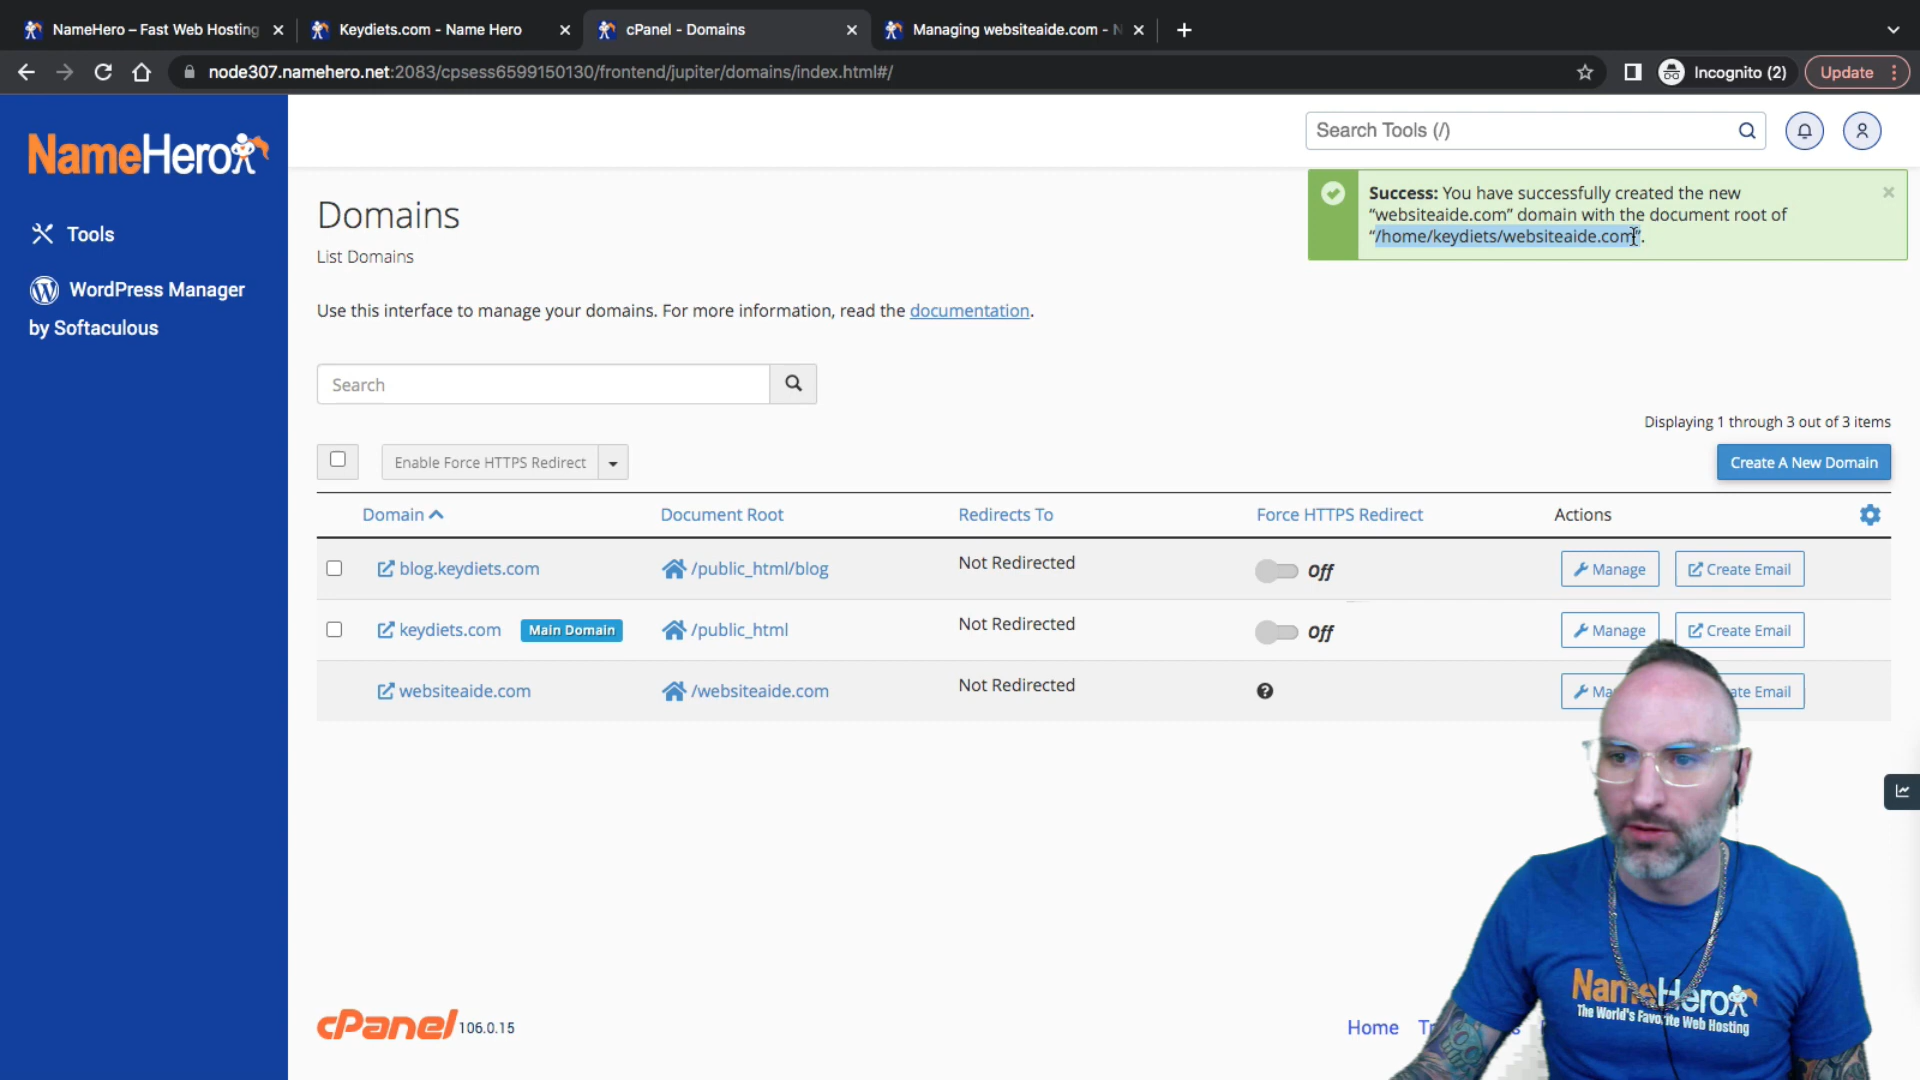 NameHero – Fast Web Hosting
Keydiets.com - Name Hero
cPanel - Domains
Managing websiteaide.com - N
node307.namehero.net:2083/cpsess6599150130/frontend/jupiter/domains/index.html#/
Incognito (2)
Update
NameHero
Search Tools (/)
Tools
WordPress Manager
by Softaculous
Success: You have successfully created the new
“websiteaide.com” domain with the document root of
“/home/keydiets/websiteaide.com”.
Domains
List Domains
Use this interface to manage your domains. For more information, read the documentation.
Search
Displaying 1 through 3 out of 3 items
Enable Force HTTPS Redirect
Create A New Domain
Domain Document Root Redirects To Force HTTPS Redirect Actions
blog.keydiets.com /public_html/blog Not Redirected Off Manage Create Email
keydiets.com Main Domain /public_html Not Redirected Off Manage Create Email
websiteaide.com /websiteaide.com Not Redirected Ma ate Email
NameHero
The World's Favorite Web Hosting
cPanel 106.0.15
Home